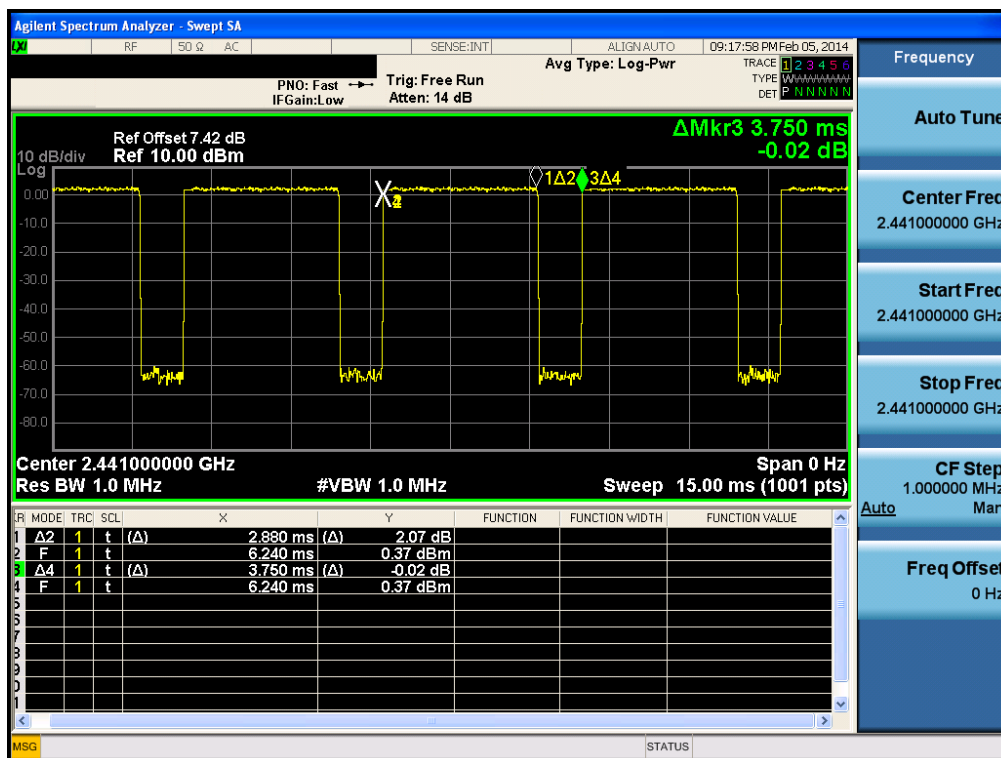 Agilent Spectrum Analyzer - Swept SA
LXI RF 50 Ω AC SENSE:INT ALIGN AUTO 09:17:58 PM Feb 05, 2014
Frequency
Avg Type: Log-Pwr
TRACE 1 2 3 4 5 6
TYPE
DET P N N N N N
PNO: Fast
IFGain:Low
Trig: Free Run
Atten: 14 dB
Auto Tune
ΔMkr3 3.750 ms
-0.02 dB
Ref Offset 7.42 dB
10 dB/div Ref 10.00 dBm
Log
1Δ2 3Δ4
0.00
-10.0
-20.0
-30.0
-40.0
-50.0
-60.0
-70.0
-80.0
Center Freq
2.441000000 GHz
Start Freq
2.441000000 GHz
Stop Freq
2.441000000 GHz
CF Step
1.000000 MHz
Auto Man
Freq Offset
0 Hz
Center 2.441000000 GHz Span 0 Hz
Res BW 1.0 MHz #VBW 1.0 MHz Sweep 15.00 ms (1001 pts)
MODE TRC SCL X Y FUNCTION FUNCTION WIDTH FUNCTION VALUE
1 Δ2 1 t (Δ) 2.880 ms (Δ) 2.07 dB
2 F 1 t 6.240 ms 0.37 dBm
3 Δ4 1 t (Δ) 3.750 ms (Δ) -0.02 dB
4 F 1 t 6.240 ms 0.37 dBm
5
6
7
8
9
MSG STATUS